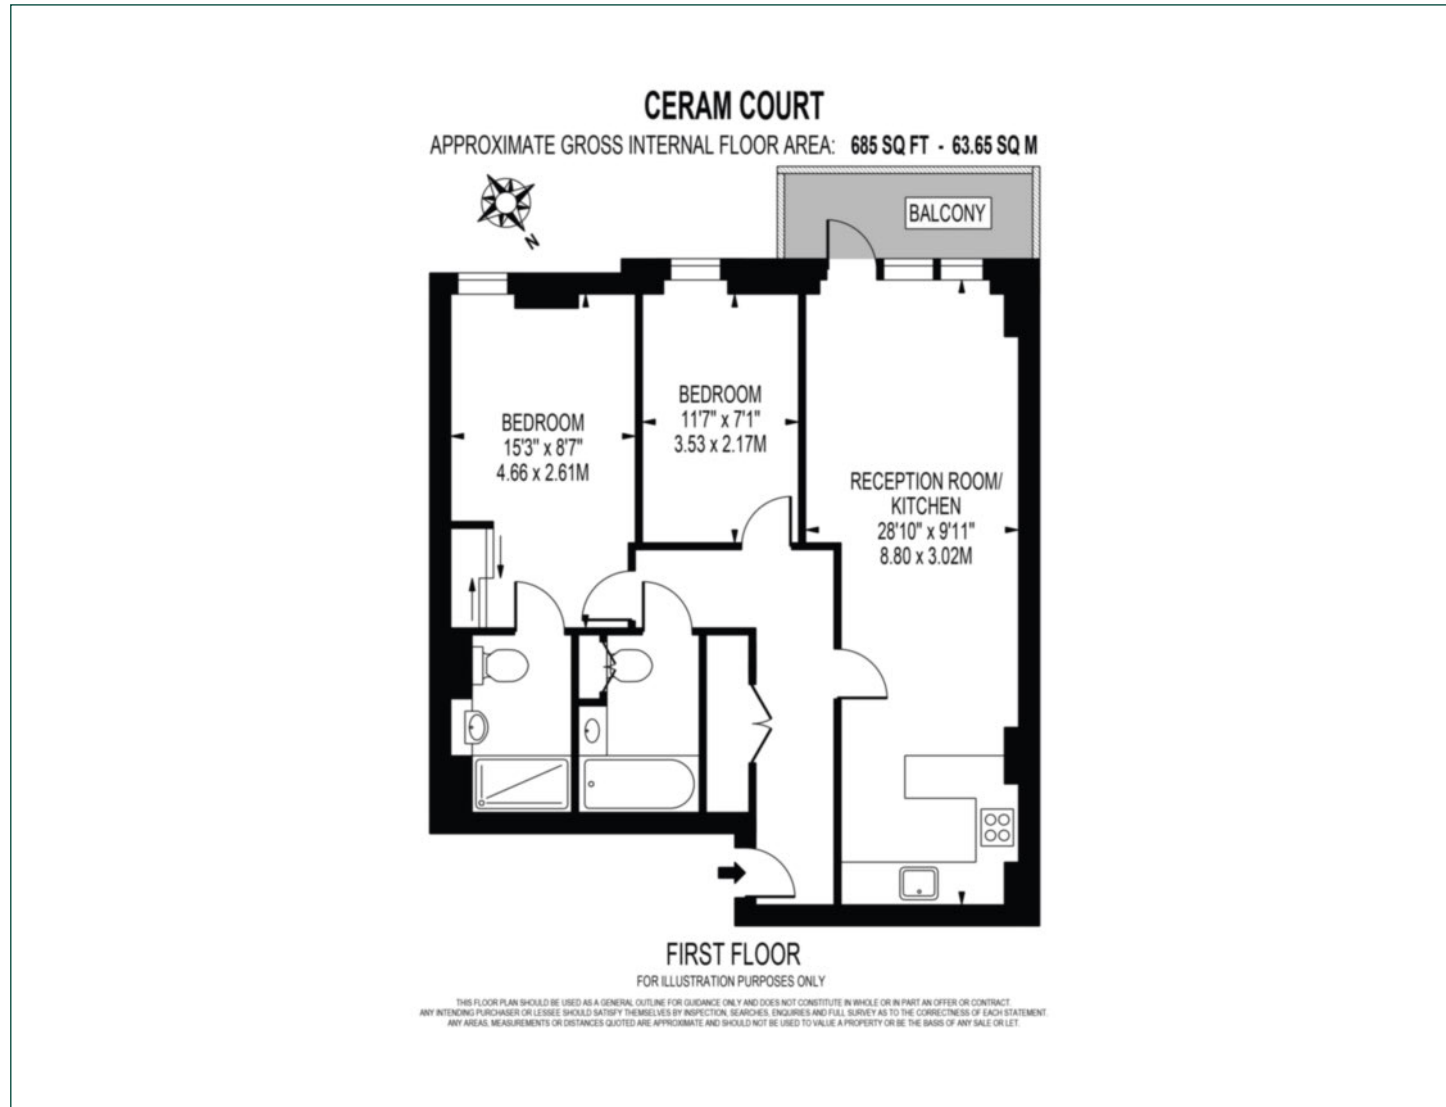 CERAM COURT
APPROXIMATE GROSS INTERNAL FLOOR AREA: 685 SQ FT - 63.65 SQ M
N
BALCONY
BEDROOM
15'3" x 8'7"
4.66 x 2.61M
BEDROOM
11'7" x 7'1"
3.53 x 2.17M
RECEPTION ROOM/
KITCHEN
28'10" x 9'11"
8.80 x 3.02M
FIRST FLOOR
FOR ILLUSTRATION PURPOSES ONLY
THIS FLOOR PLAN SHOULD BE USED AS A GENERAL OUTLINE FOR GUIDANCE ONLY AND DOES NOT CONSTITUTE IN WHOLE OR IN PART AN OFFER OR CONTRACT.
ANY INTENDING PURCHASER OR LESSEE SHOULD SATISFY THEMSELVES BY INSPECTION, SEARCHES, ENQUIRIES AND FULL SURVEY AS TO THE CORRECTNESS OF EACH STATEMENT.
ANY AREAS, MEASUREMENTS OR DISTANCES QUOTED ARE APPROXIMATE AND SHOULD NOT BE USED TO VALUE A PROPERTY OR BE THE BASIS OF ANY SALE OR LET.